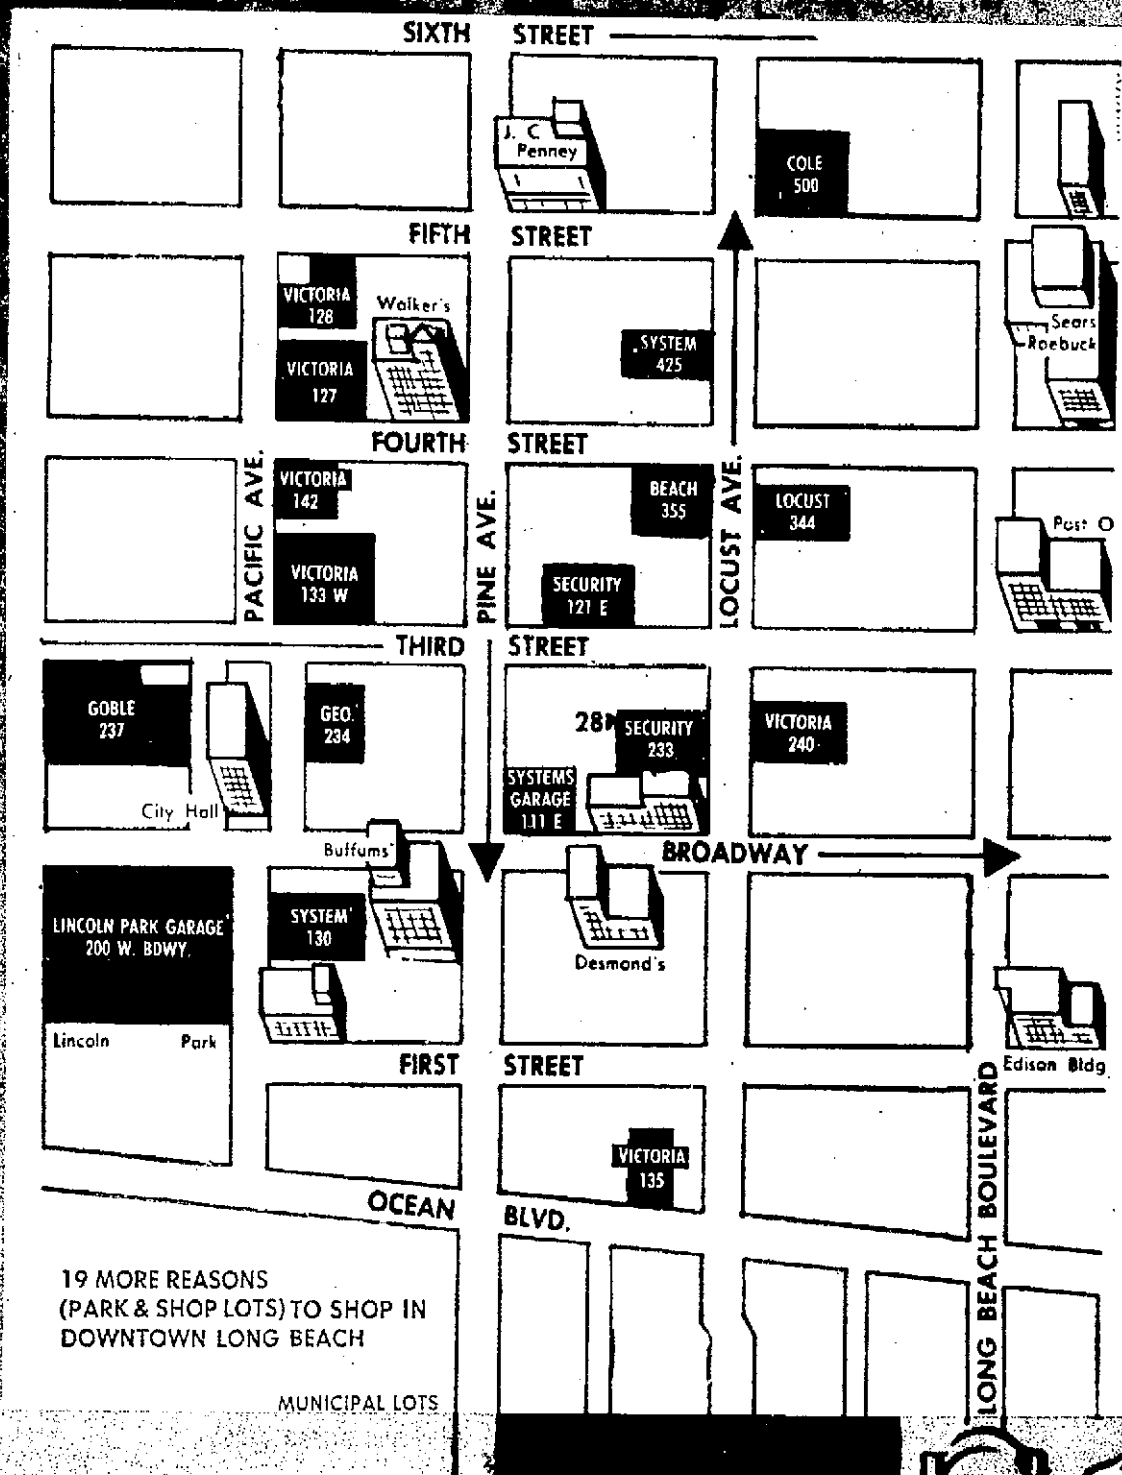 SIXTH STREET
J. C.
Penney
COLE
500
FIFTH STREET
VICTORIA
128
Walker's
VICTORIA
127
SYSTEM
425
Sears
Roebuck
FOURTH STREET
PACIFIC AVE.
VICTORIA
142
VICTORIA
133 W
PINE AVE.
BEACH
355
SECURITY
121 E
LOCUST AVE.
LOCUST
344
Post O
THIRD STREET
GOBLE
237
City Hall
GEO.
234
28
SECURITY
233
SYSTEMS
GARAGE
111 E
VICTORIA
240
BROADWAY
Buffums'
LINCOLN PARK GARAGE
200 W. BDWY.
SYSTEM
130
Desmond's
Lincoln Park
Edison Bldg
FIRST STREET
VICTORIA
135
LONG BEACH BOULEVARD
OCEAN BLVD.
19 MORE REASONS
(PARK & SHOP LOTS) TO SHOP IN
DOWNTOWN LONG BEACH
MUNICIPAL LOTS